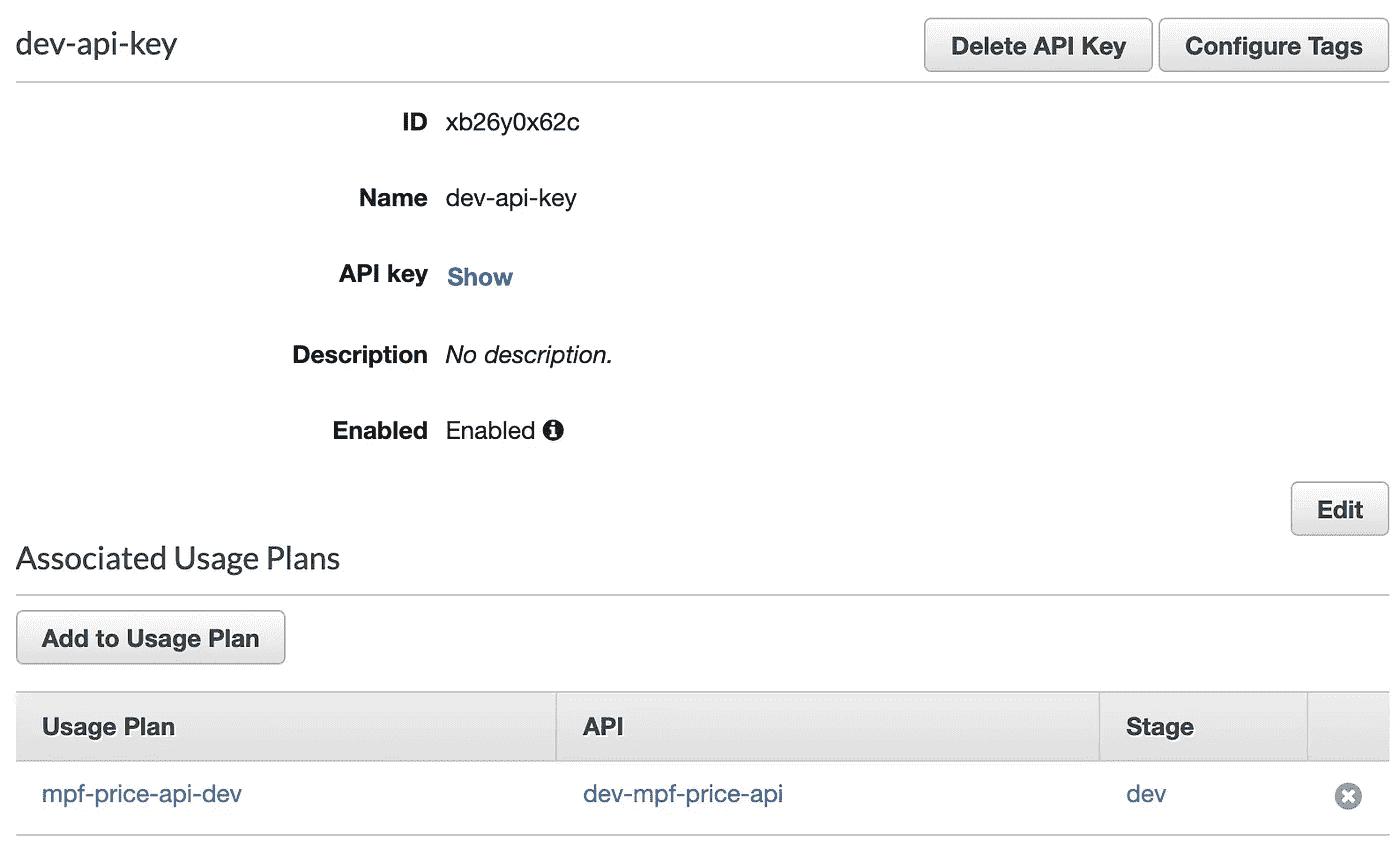 dev-api-key Delete API Key Configure Tags
ID xb26y0x62c
Name dev-api-key
API key Show
Description No description.
Enabled Enabled
Edit
Associated Usage Plans
Add to Usage Plan
Usage Plan API Stage
mpf-price-api-dev dev-mpf-price-api dev